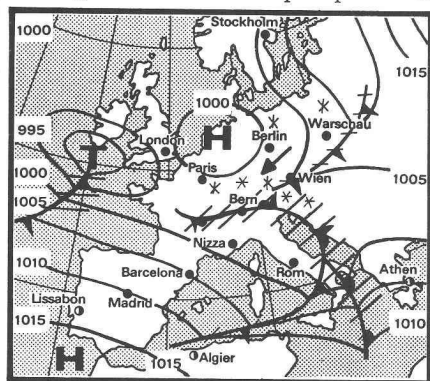 Stockholm
1000
1015
1000
995
London
H
Berlin
Warschau
T
Paris
1000
Wien
1005
1005
Bern
Nizza
1010
Barcelona
Rom
Athen
Lissabon
Madrid
1015
1010
H
1015
Algier